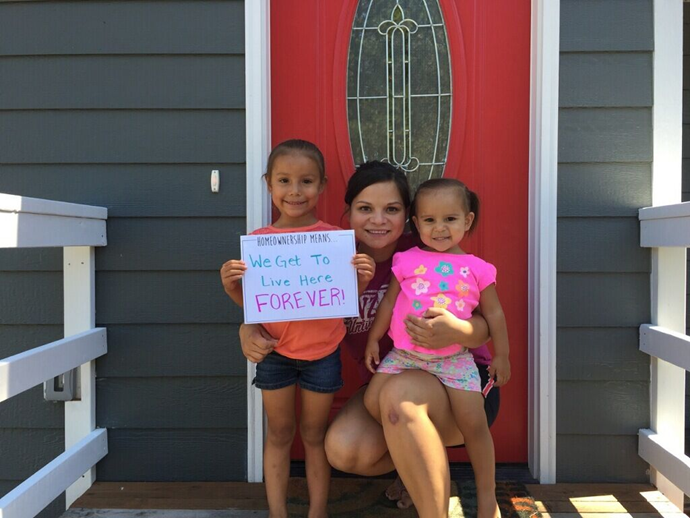 HOMEOWNERSHIP MEANS...
We Get To
Live Here
FOREVER!